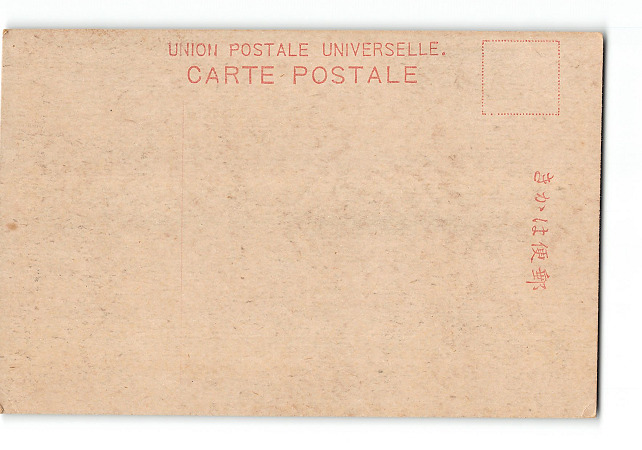 UNION POSTALE UNIVERSELLE.
CARTE POSTALE
きかは便郵